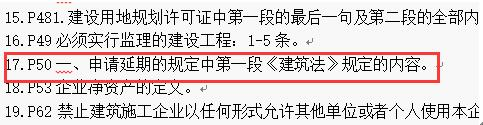 15.P481.建设用地规划许可证中第一段的最后一句及第二段的全部内
16.P49 必须实行监理的建设工程：1-5 条。
17.P50 一、申请延期的规定中第一段《建筑法》规定的内容。
18.P53 企业净资产的定义。
19.P62 禁止建筑施工企业以任何形式允许其他单位或者个人使用本企